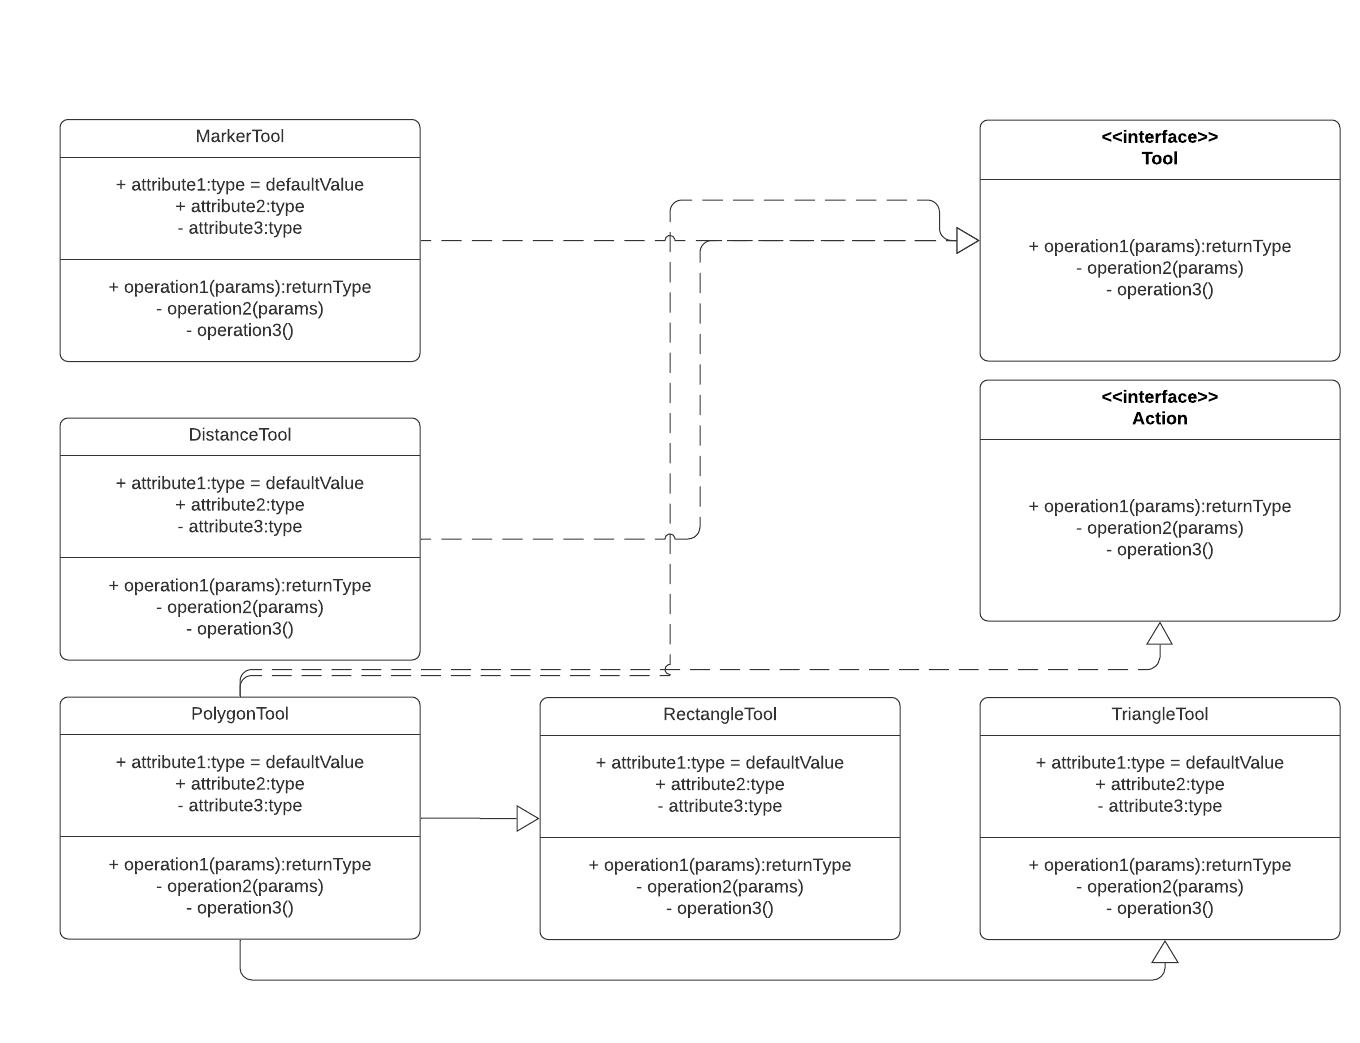 MarkerTool
+ attribute1:type = defaultValue
+ attribute2:type
- attribute3:type
+ operation1(params):returnType
- operation2(params)
- operation3()
<<interface>>
Tool
+ operation1(params):returnType
- operation2(params)
- operation3()
DistanceTool
+ attribute1:type = defaultValue
+ attribute2:type
- attribute3:type
+ operation1(params):returnType
- operation2(params)
- operation3()
<<interface>>
Action
+ operation1(params):returnType
- operation2(params)
- operation3()
PolygonTool
+ attribute1:type = defaultValue
+ attribute2:type
- attribute3:type
+ operation1(params):returnType
- operation2(params)
- operation3()
RectangleTool
+ attribute1:type = defaultValue
+ attribute2:type
- attribute3:type
+ operation1(params):returnType
- operation2(params)
- operation3()
TriangleTool
+ attribute1:type = defaultValue
+ attribute2:type
- attribute3:type
+ operation1(params):returnType
- operation2(params)
- operation3()